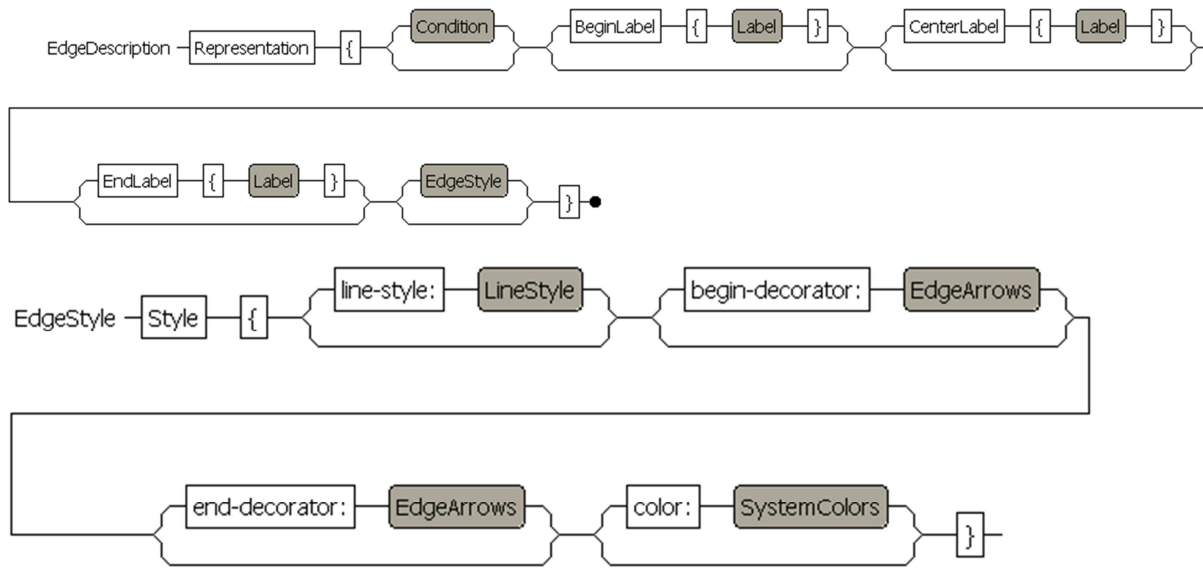 EdgeDescription Representation { Condition BeginLabel { Label } CenterLabel { Label }
EndLabel { Label } EdgeStyle }
EdgeStyle Style { line-style: LineStyle begin-decorator: EdgeArrows
end-decorator: EdgeArrows color: SystemColors }